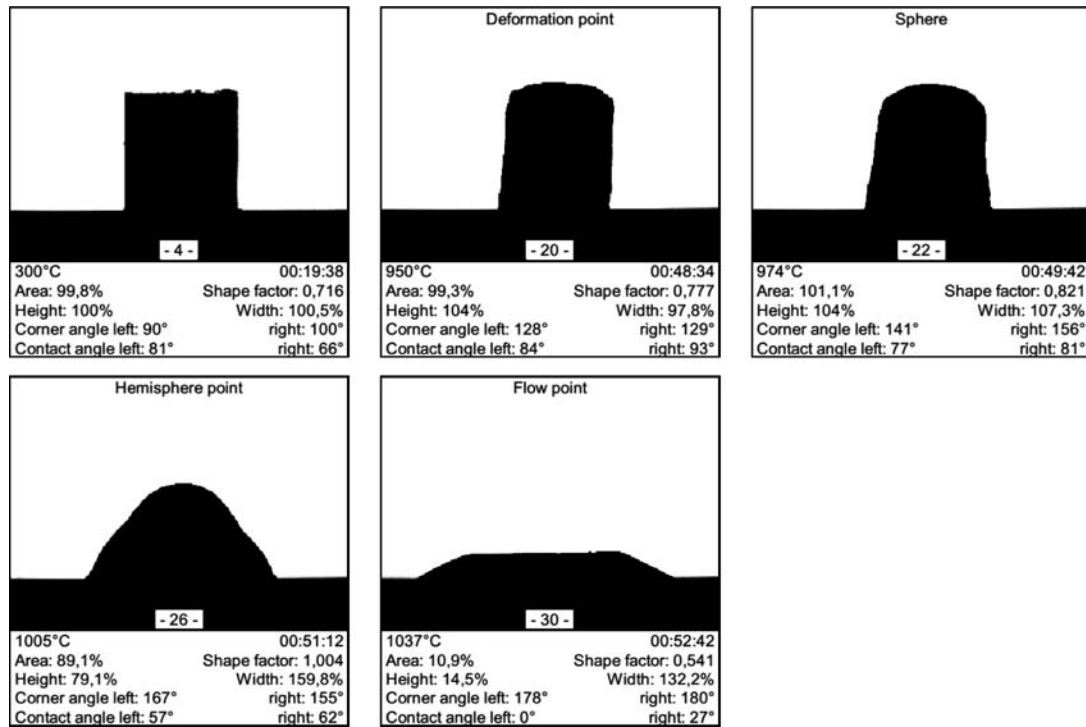 - 4 -
300°C 00:19:38
Area: 99,8% Shape factor: 0,716
Height: 100% Width: 100,5%
Corner angle left: 90° right: 100°
Contact angle left: 81° right: 66°
Deformation point
- 20 -
950°C 00:48:34
Area: 99,3% Shape factor: 0,777
Height: 104% Width: 97,8%
Corner angle left: 128° right: 129°
Contact angle left: 84° right: 93°
Sphere
- 22 -
974°C 00:49:42
Area: 101,1% Shape factor: 0,821
Height: 104% Width: 107,3%
Corner angle left: 141° right: 156°
Contact angle left: 77° right: 81°
Hemisphere point
- 26 -
1005°C 00:51:12
Area: 89,1% Shape factor: 1,004
Height: 79,1% Width: 159,8%
Corner angle left: 167° right: 155°
Contact angle left: 57° right: 62°
Flow point
- 30 -
1037°C 00:52:42
Area: 10,9% Shape factor: 0,541
Height: 14,5% Width: 132,2%
Corner angle left: 178° right: 180°
Contact angle left: 0° right: 27°